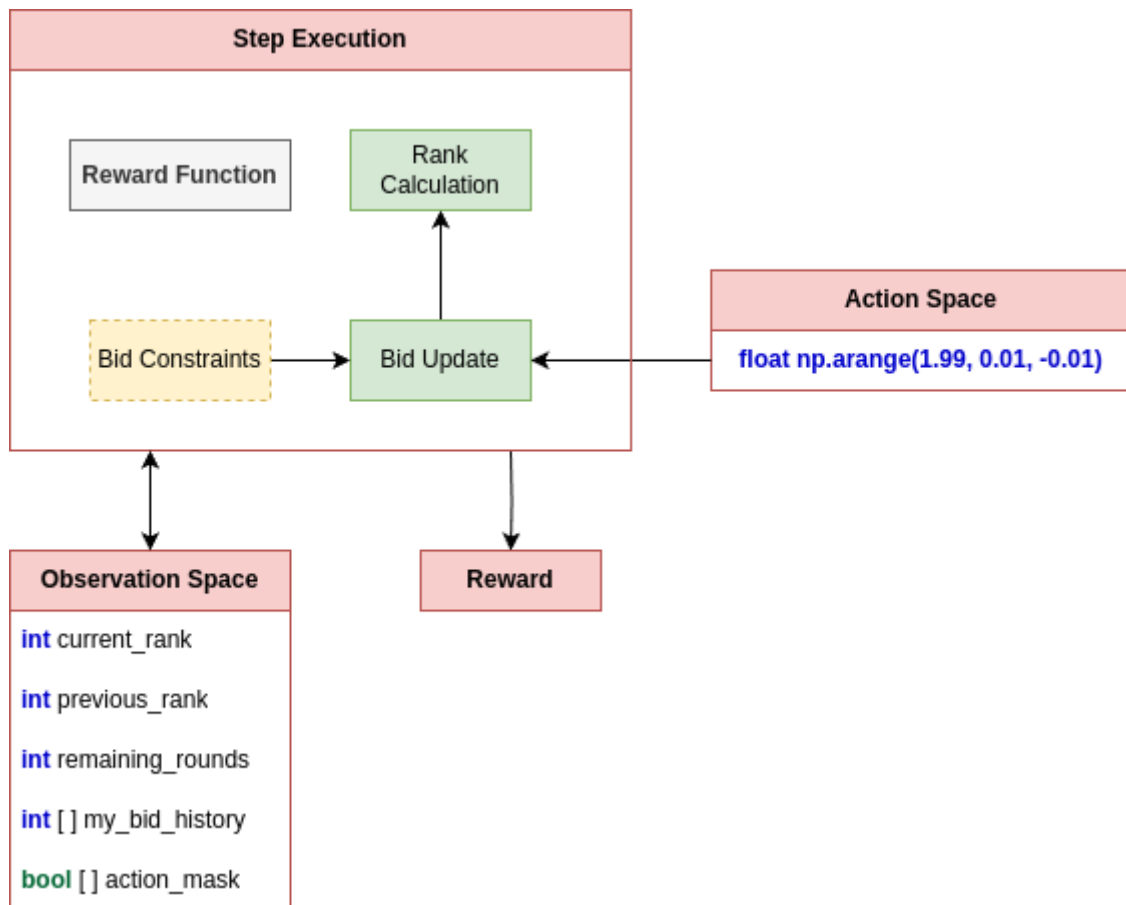 Step Execution
Reward Function
Rank
Calculation
Bid Constraints
Bid Update
Action Space
float np.arange(1.99, 0.01, -0.01)
Observation Space
int current_rank
int previous_rank
int remaining_rounds
int [ ] my_bid_history
bool [ ] action_mask
Reward